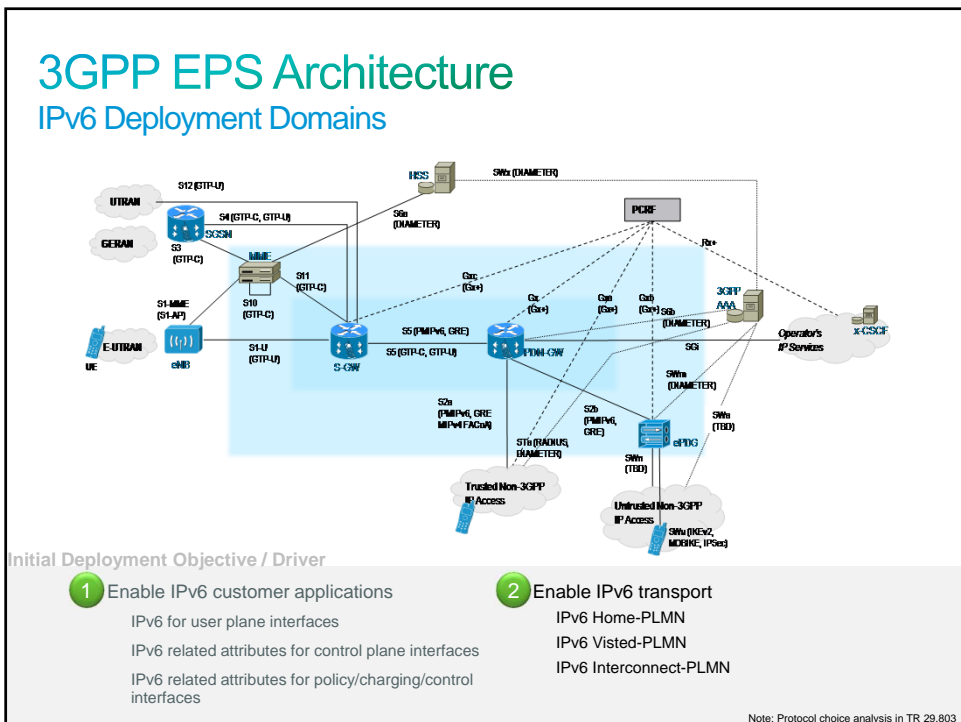 3GPP EPS Architecture
IPv6 Deployment Domains
S12 (GTP-U)
HSS
SWx (DIAMETER)
UTRAN
S4 (GTP-C, GTP-U)
S6a
(DIAMETER)
PCRF
SGSN
GERAN
S3
(GTP-C)
MME
Rx+
S11
(GTP-C)
Gxc
(Gx+)
Gx
(Gx+)
Gxa
(Gx+)
Gxb
(Gx+)
3GPP
AAA
S1-MME
(S1-AP)
S10
(GTP-C)
S6b
(DIAMETER)
E-UTRAN
UE
eNB
S1-U
(GTP-U)
S-GW
S5 (PMIPv6, GRE)
S5 (GTP-C, GTP-U)
PDN-GW
SGi
Operator's
IP Services
x-CSCF
SWm
(DIAMETER)
S2a
(PMIPv6, GRE
MIPv4 FACoA)
S2b
(PMIPv6,
GRE)
SWa
(TBD)
STa (RADIUS,
DIAMETER)
ePDG
SWn
(TBD)
Trusted Non-3GPP
IP Access
Untrusted Non-3GPP
IP Access
SWu (IKEv2,
MOBIKE, IPSec)
Initial Deployment Objective / Driver
1 Enable IPv6 customer applications
IPv6 for user plane interfaces
IPv6 related attributes for control plane interfaces
IPv6 related attributes for policy/charging/control
interfaces
2 Enable IPv6 transport
IPv6 Home-PLMN
IPv6 Visted-PLMN
IPv6 Interconnect-PLMN
Note: Protocol choice analysis in TR 29.803